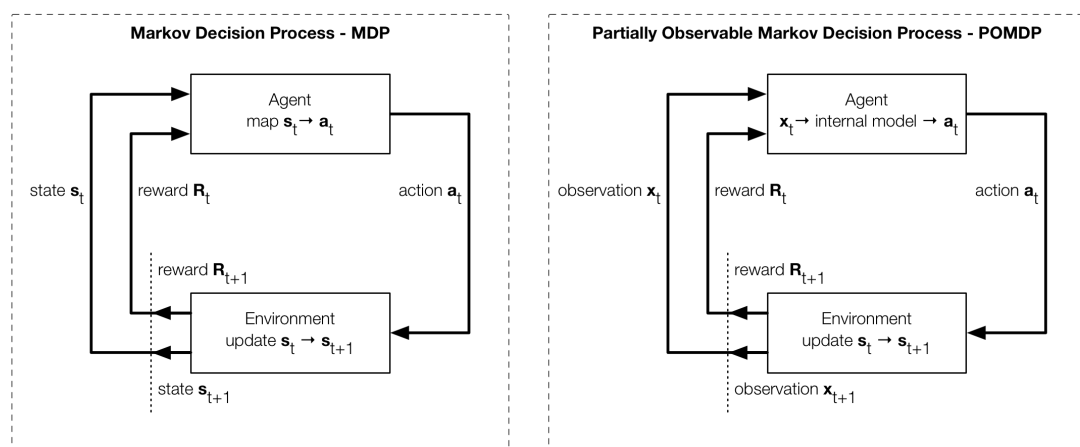 Markov Decision Process - MDP
Agent
map s_t → a_t
state s_t
reward R_t
action a_t
reward R_{t+1}
Environment
update s_t → s_{t+1}
state s_{t+1}
Partially Observable Markov Decision Process - POMDP
Agent
x_t → internal model → a_t
observation x_t
reward R_t
action a_t
reward R_{t+1}
Environment
update s_t → s_{t+1}
observation x_{t+1}